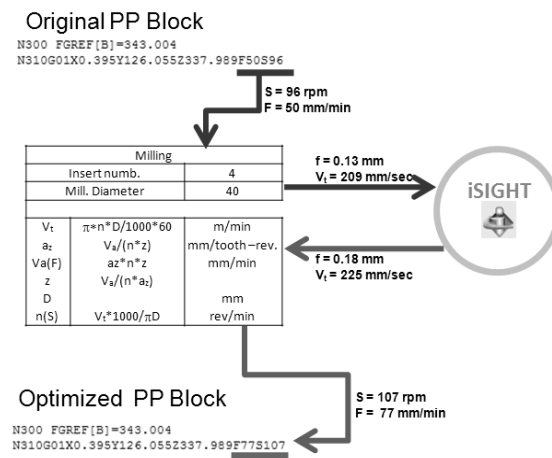 Original PP Block
N300 FGREF[B]=343.004
N310G01X0.395Y126.055Z337.989F50S96
S = 96 rpm
F = 50 mm/min
Milling
Insert numb. 4
Mill. Diameter 40
f = 0.13 mm
Vt = 209 mm/sec
iSIGHT
Vt π*n*D/1000*60 m/min
az Va/(n*z) mm/tooth-rev.
Va(F) az*n*z mm/min
z Va/(n*az)
D mm
n(S) Vt*1000/πD rev/min
f = 0.18 mm
Vt = 225 mm/sec
S = 107 rpm
F = 77 mm/min
Optimized PP Block
N300 FGREF[B]=343.004
N310G01X0.395Y126.055Z337.989F77S107